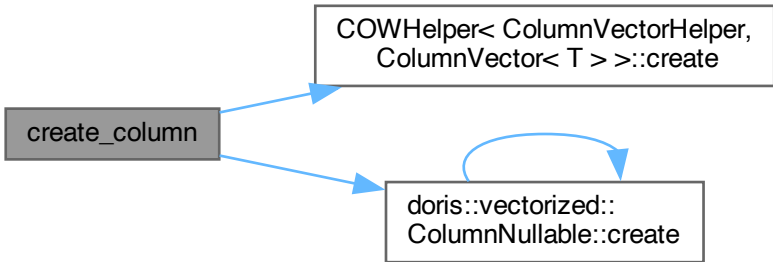 COWHelper< ColumnVectorHelper,
ColumnVector< T > >::create
create_column
doris::vectorized::
ColumnNullable::create